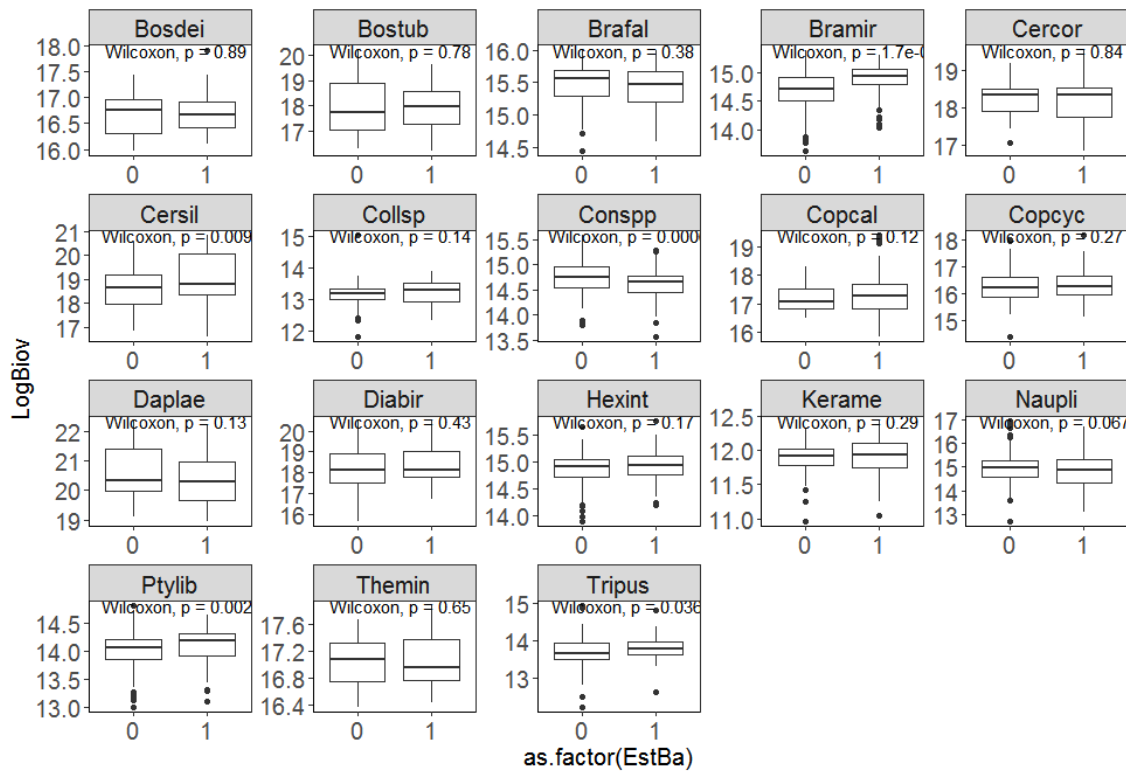 Bosdei Bostub Brafal Bramir Cercor
Wilcoxon, p = 0.89 Wilcoxon, p = 0.78 Wilcoxon, p = 0.38 Wilcoxon, p = 1.7e-0 Wilcoxon, p = 0.84
18.0 17.5 17.0 16.5 16.0
20 19 18 17
16.0 15.5 15.0 14.5
15.0 14.5 14.0
19 18 17
0 1 0 1 0 1 0 1 0 1
Cersil Collsp Conspp Copcal Copcyc
Wilcoxon, p = 0.009 Wilcoxon, p = 0.14 Wilcoxon, p = 0.000 Wilcoxon, p = 0.12 Wilcoxon, p = 0.27
21 20 19 18 17
15 14 13 12
15.5 15.0 14.5 14.0 13.5
19 18 17 16
18 17 16 15
0 1 0 1 0 1 0 1 0 1
LogBiov
Daplae Diabir Hexint Kerame Naupli
Wilcoxon, p = 0.13 Wilcoxon, p = 0.43 Wilcoxon, p = 0.17 Wilcoxon, p = 0.29 Wilcoxon, p = 0.067
22 21 20 19
20 19 18 17 16
15.5 15.0 14.5 14.0
12.5 12.0 11.5 11.0
17 16 15 14 13
0 1 0 1 0 1 0 1 0 1
Ptylib Themin Tripus
Wilcoxon, p = 0.002 Wilcoxon, p = 0.65 Wilcoxon, p = 0.036
14.5 14.0 13.5 13.0
17.6 17.2 16.8 16.4
15 14 13
0 1 0 1 0 1
as.factor(EstBa)